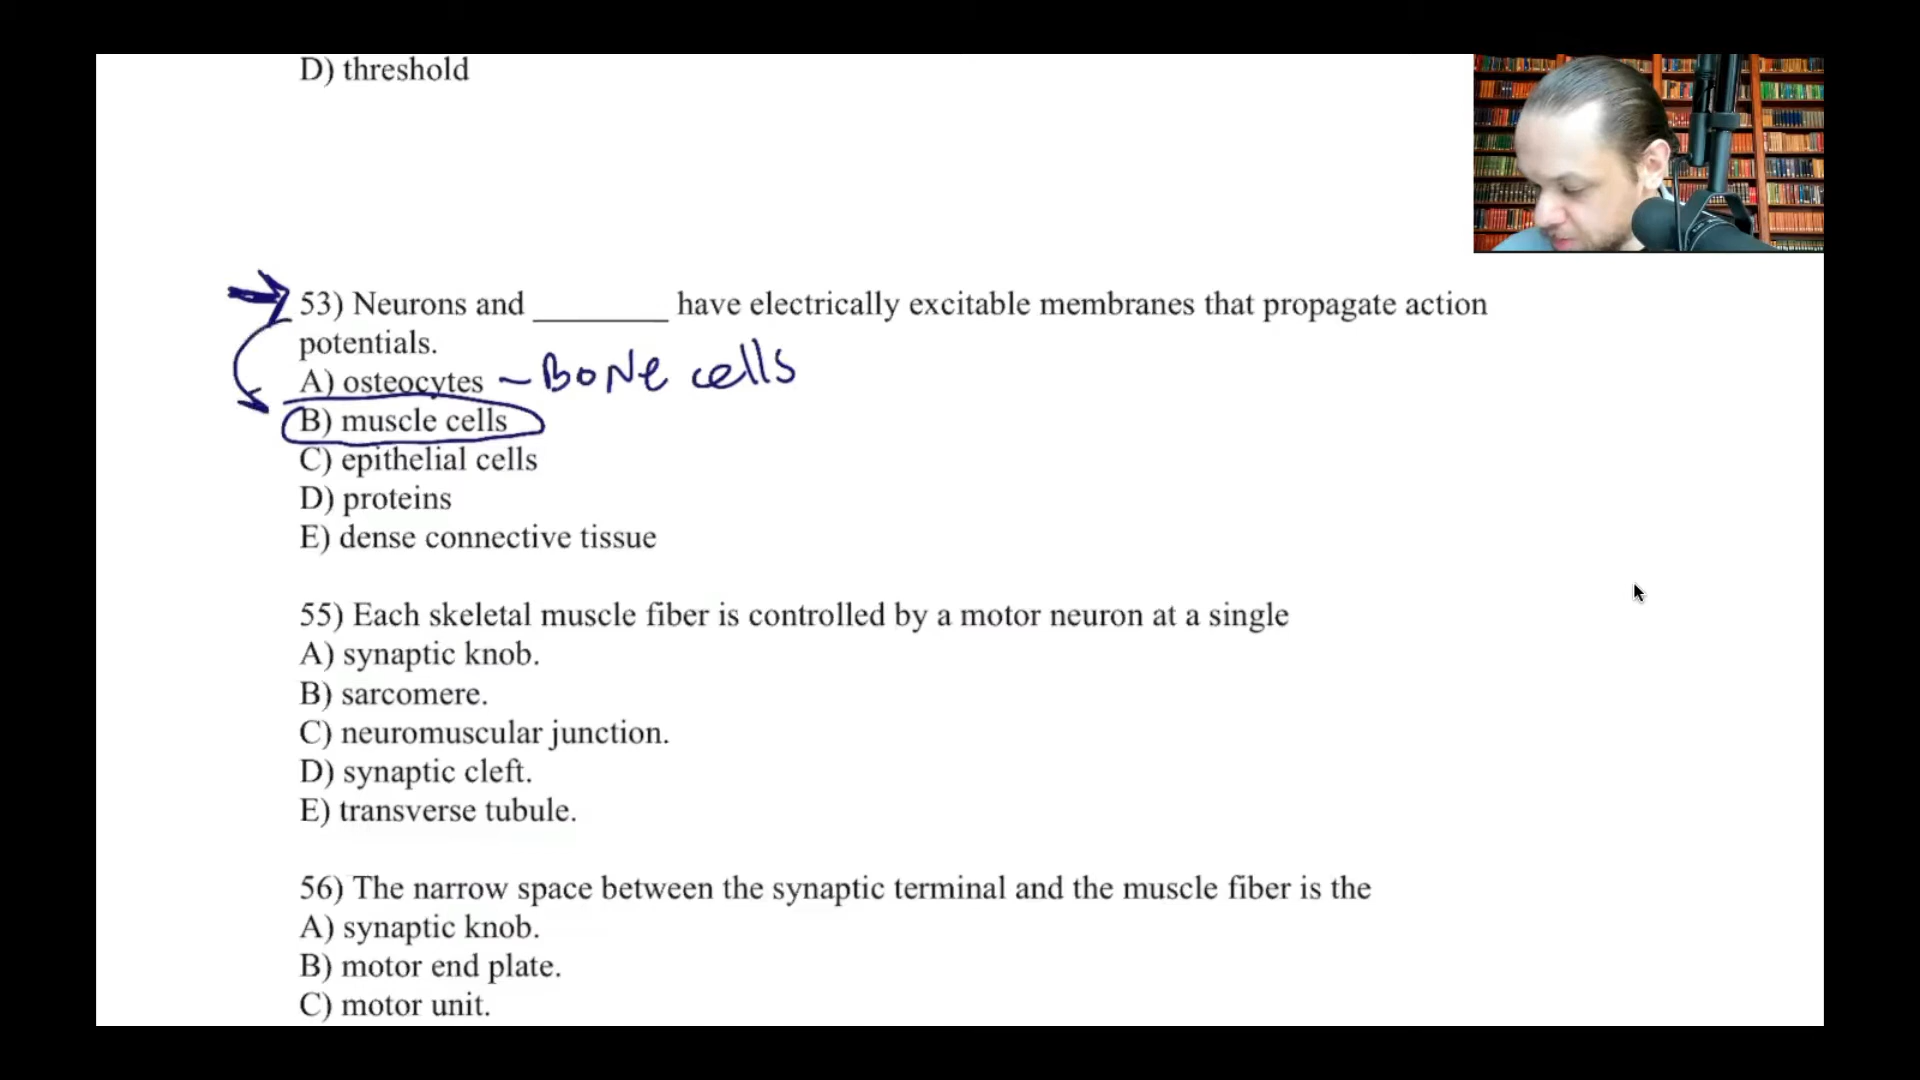 D) threshold
53) Neurons and ________ have electrically excitable membranes that propagate action
potentials.
A) osteocytes ~ BoNe cells
B) muscle cells
C) epithelial cells
D) proteins
E) dense connective tissue
55) Each skeletal muscle fiber is controlled by a motor neuron at a single
A) synaptic knob.
B) sarcomere.
C) neuromuscular junction.
D) synaptic cleft.
E) transverse tubule.
56) The narrow space between the synaptic terminal and the muscle fiber is the
A) synaptic knob.
B) motor end plate.
C) motor unit.